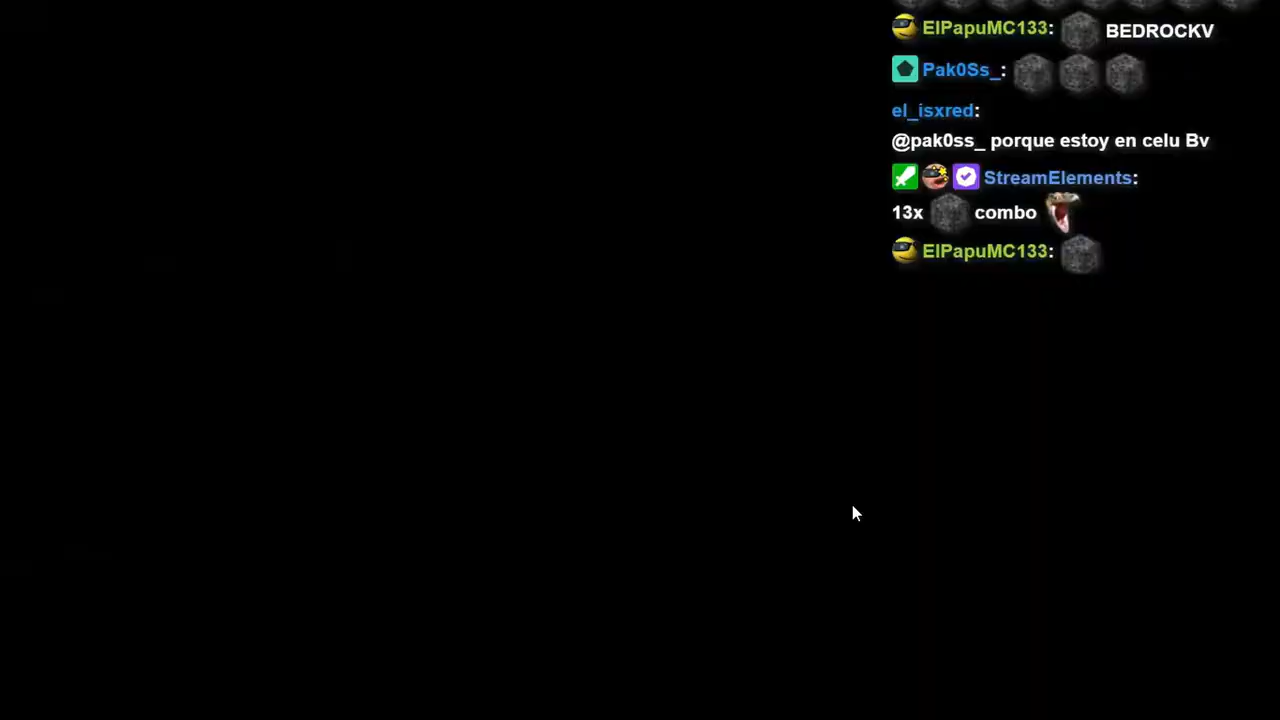 ElPapuMC133: BEDROCKV
Pak0Ss_:
el_isxred:
@pak0ss_ porque estoy en celu Bv
StreamElements:
13x combo
ElPapuMC133: